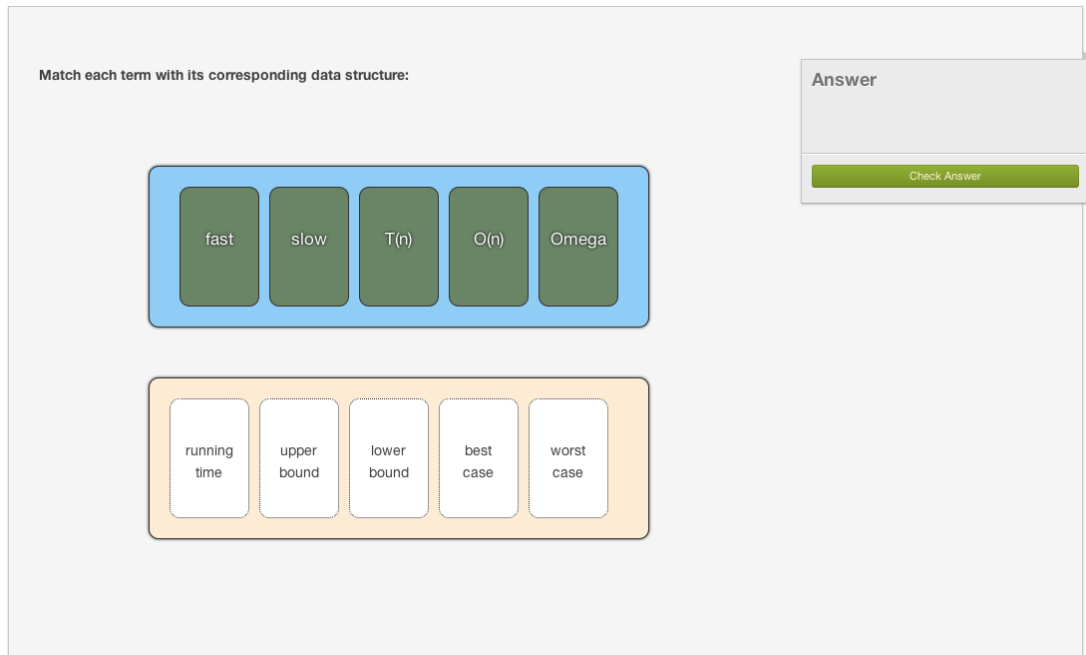 Match each term with its corresponding data structure:
Answer
Check Answer
fast
slow
T(n)
O(n)
Omega
running
time
upper
bound
lower
bound
best
case
worst
case